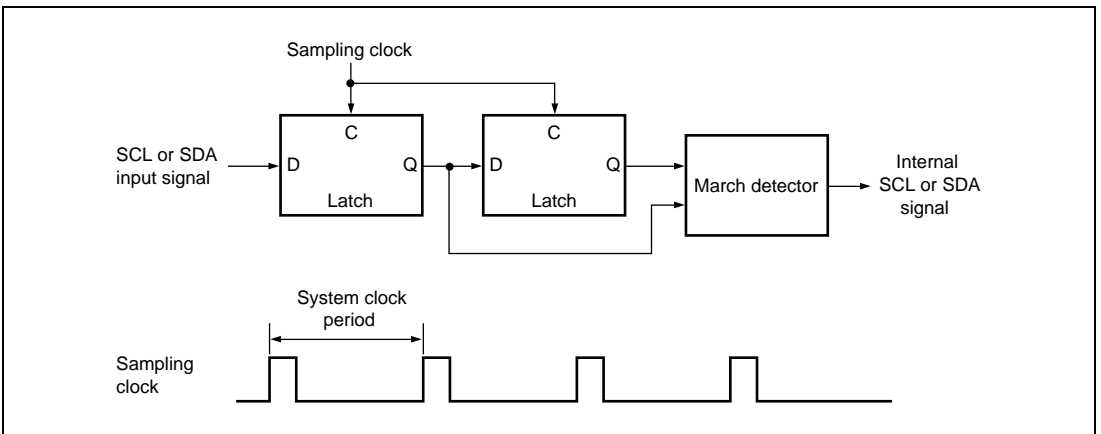 Sampling clock
SCL or SDA
input signal
C
D
Q
Latch
C
D
Q
Latch
March detector
Internal
SCL or SDA
signal
System clock
period
Sampling
clock